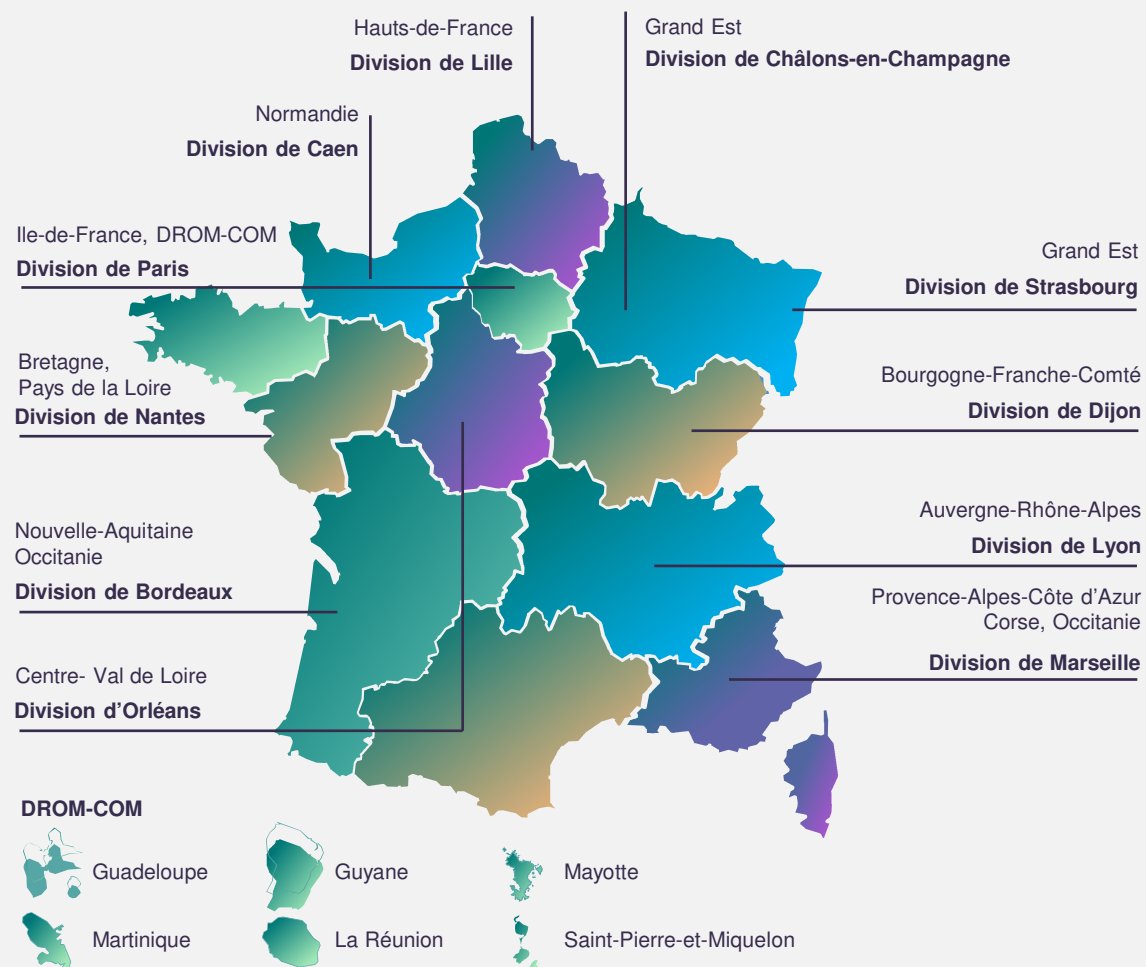 Hauts-de-France
Division de Lille
Grand Est
Division de Châlons-en-Champagne
Normandie
Division de Caen
Ile-de-France, DROM-COM
Division de Paris
Grand Est
Division de Strasbourg
Bretagne,
Pays de la Loire
Division de Nantes
Bourgogne-Franche-Comté
Division de Dijon
Nouvelle-Aquitaine
Occitanie
Division de Bordeaux
Auvergne-Rhône-Alpes
Division de Lyon
Provence-Alpes-Côte d'Azur
Corse, Occitanie
Division de Marseille
Centre- Val de Loire
Division d'Orléans
DROM-COM
Guadeloupe
Guyane
Mayotte
Martinique
La Réunion
Saint-Pierre-et-Miquelon